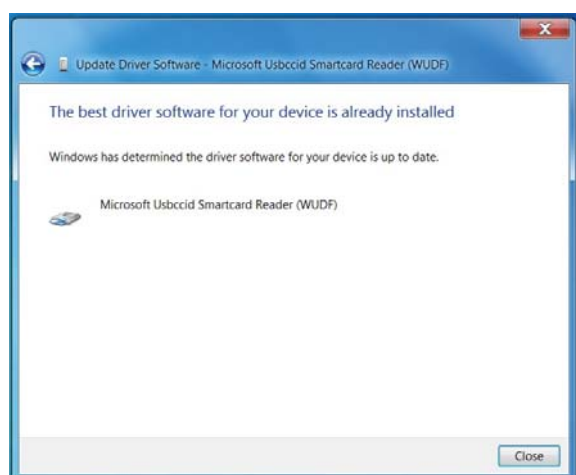 Update Driver Software - Microsoft Usbccid Smartcard Reader (WUDF)
The best driver software for your device is already installed
Windows has determined the driver software for your device is up to date.
Microsoft Usbccid Smartcard Reader (WUDF)
Close